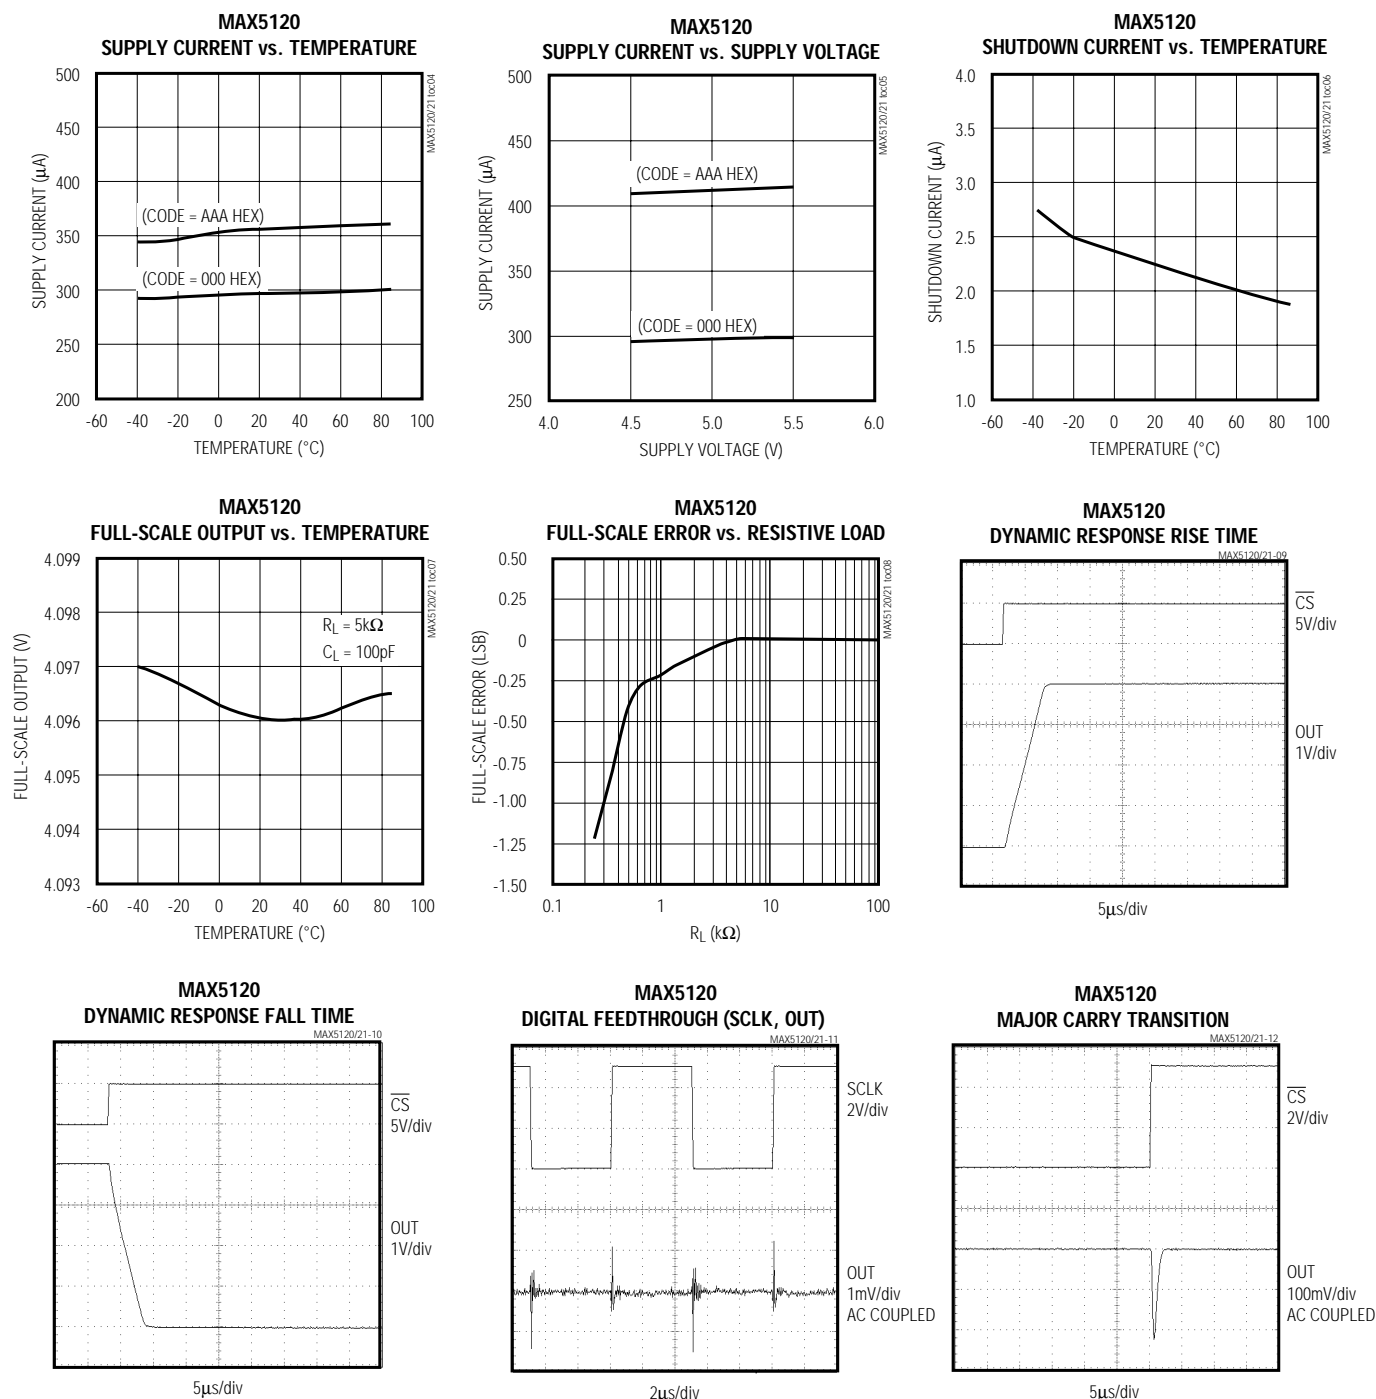 MAX5120
SUPPLY CURRENT vs. TEMPERATURE
MAX5120/21 toc04
500
450
400
350
300
250
200
SUPPLY CURRENT (μA)
(CODE = AAA HEX)
(CODE = 000 HEX)
-60 -40 -20 0 20 40 60 80 100
TEMPERATURE (°C)
MAX5120
SUPPLY CURRENT vs. SUPPLY VOLTAGE
MAX5120/21 toc05
500
450
400
350
300
250
SUPPLY CURRENT (μA)
(CODE = AAA HEX)
(CODE = 000 HEX)
4.0 4.5 5.0 5.5 6.0
SUPPLY VOLTAGE (V)
MAX5120
SHUTDOWN CURRENT vs. TEMPERATURE
MAX5120/21 toc06
4.0
3.5
3.0
2.5
2.0
1.5
1.0
SHUTDOWN CURRENT (μA)
-60 -40 -20 0 20 40 60 80 100
TEMPERATURE (°C)
MAX5120
FULL-SCALE OUTPUT vs. TEMPERATURE
MAX5120/21 toc07
4.099
4.098
4.097
4.096
4.095
4.094
4.093
FULL-SCALE OUTPUT (V)
RL = 5kΩ
CL = 100pF
-60 -40 -20 0 20 40 60 80 100
TEMPERATURE (°C)
MAX5120
FULL-SCALE ERROR vs. RESISTIVE LOAD
MAX5120/21 toc08
0.50
0.25
0
-0.25
-0.50
-0.75
-1.00
-1.25
-1.50
FULL-SCALE ERROR (LSB)
0.1 1 10 100
RL (kΩ)
MAX5120
DYNAMIC RESPONSE RISE TIME
MAX5120/21-09
C̅S̅
5V/div
OUT
1V/div
5μs/div
MAX5120
DYNAMIC RESPONSE FALL TIME
MAX5120/21-10
C̅S̅
5V/div
OUT
1V/div
5μs/div
MAX5120
DIGITAL FEEDTHROUGH (SCLK, OUT)
MAX5120/21-11
SCLK
2V/div
OUT
1mV/div
AC COUPLED
2μs/div
MAX5120
MAJOR CARRY TRANSITION
MAX5120/21-12
C̅S̅
2V/div
OUT
100mV/div
AC COUPLED
5μs/div